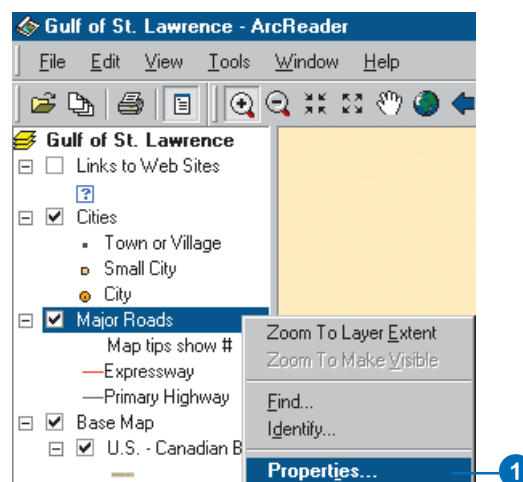 Gulf of St. Lawrence - ArcReader
File Edit View Tools Window Help
Gulf of St. Lawrence
Links to Web Sites
?
Cities
Town or Village
Small City
City
Major Roads
Map tips show #
Expressway
Primary Highway
Base Map
U.S. - Canadian B
Zoom To Layer Extent
Zoom To Make Visible
Find...
Identify...
Properties...
1